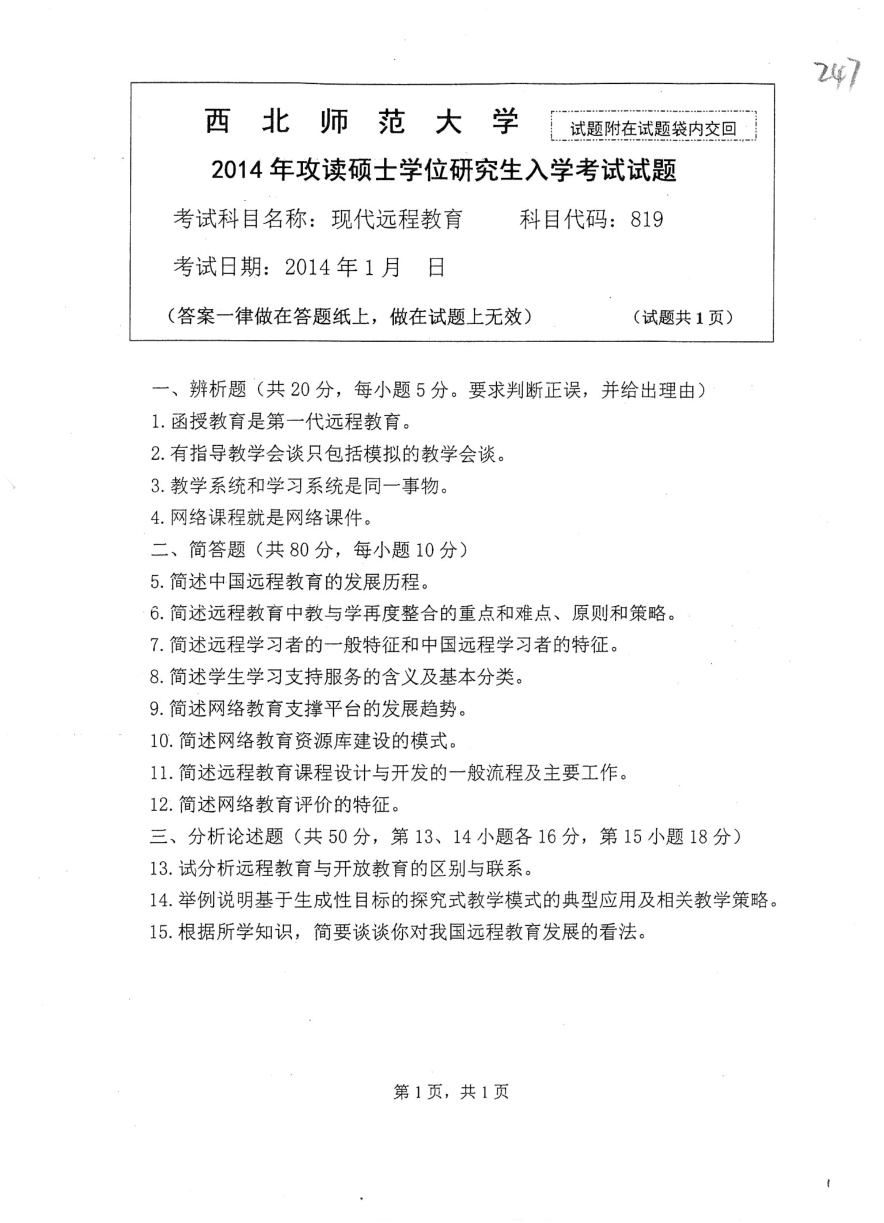 247
西北师范大学 试题附在试题袋内交回
2014年攻读硕士学位研究生入学考试试题
考试科目名称：现代远程教育 科目代码：819
考试日期：2014年1月 日
（答案一律做在答题纸上，做在试题上无效） （试题共1页）
一、辨析题（共20分，每小题5分。要求判断正误，并给出理由）
1.函授教育是第一代远程教育。
2.有指导教学会谈只包括模拟的教学会谈。
3.教学系统和学习系统是同一事物。
4.网络课程就是网络课件。
二、简答题（共80分，每小题10分）
5.简述中国远程教育的发展历程。
6.简述远程教育中教与学再度整合的重点和难点、原则和策略。
7.简述远程学习者的一般特征和中国远程学习者的特征。
8.简述学生学习支持服务的含义及基本分类。
9.简述网络教育支撑平台的发展趋势。
10.简述网络教育资源库建设的模式。
11.简述远程教育课程设计与开发的一般流程及主要工作。
12.简述网络教育评价的特征。
三、分析论述题（共50分，第13、14小题各16分，第15小题18分）
13.试分析远程教育与开放教育的区别与联系。
14.举例说明基于生成性目标的探究式教学模式的典型应用及相关教学策略。
15.根据所学知识，简要谈谈你对我国远程教育发展的看法。
第1页，共1页